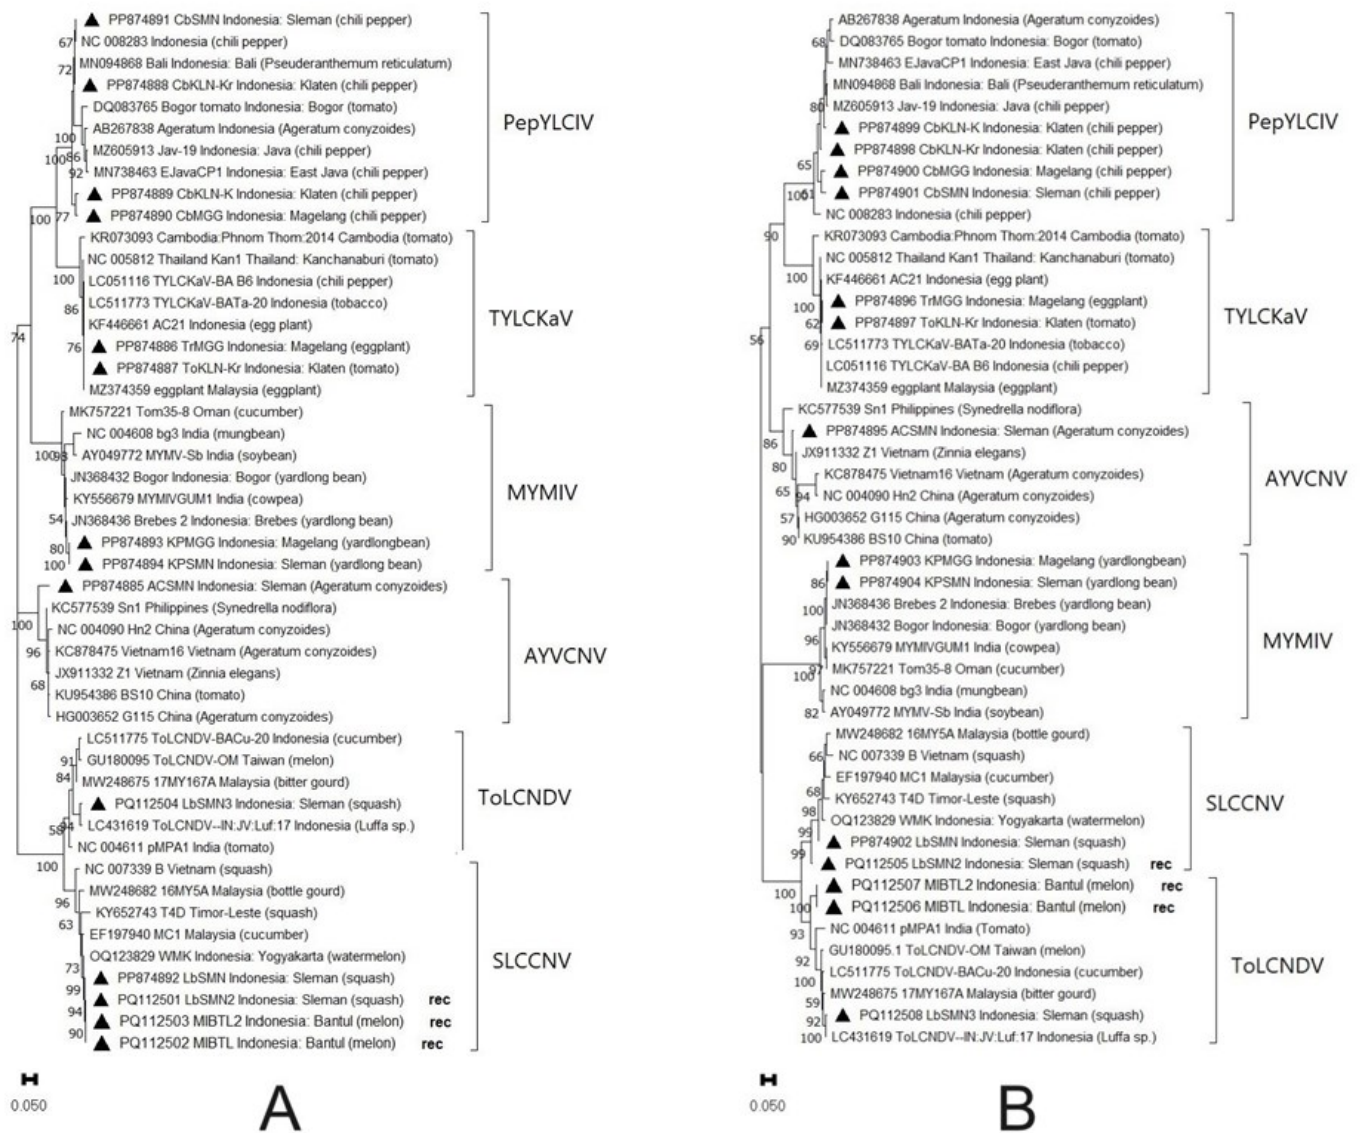 PP874891 CbSMN Indonesia: Sleman (chili pepper)
67
NC 008283 Indonesia (chili pepper)
72
MN094868 Bali Indonesia: Bali (Pseuderanthemum reticulatum)
PP874888 CbKLN-Kr Indonesia: Klaten (chili pepper)
DQ083765 Bogor tomato Indonesia: Bogor (tomato)
PepYLCIV
AB267838 Ageratum Indonesia (Ageratum conyzoides)
100
MZ605913 Jav-19 Indonesia: Java (chili pepper)
100
86
MN738463 EJavaCP1 Indonesia: East Java (chili pepper)
92
PP874889 CbKLN-K Indonesia: Klaten (chili pepper)
PP874890 CbMGG Indonesia: Magelang (chili pepper)
100
77
KR073093 Cambodia:Phnom Thom:2014 Cambodia (tomato)
NC 005812 Thailand Kan1 Thailand: Kanchanaburi (tomato)
100
LC051116 TYLCKaV-BA B6 Indonesia (chili pepper)
LC511773 TYLCKaV-BATa-20 Indonesia (tobacco)
86
TYLCKaV
KF446661 AC21 Indonesia (egg plant)
74
76
PP874886 TrMGG Indonesia: Magelang (eggplant)
PP874887 ToKLN-Kr Indonesia: Klaten (tomato)
MZ374359 eggplant Malaysia (eggplant)
MK757221 Tom35-8 Oman (cucumber)
NC 004608 bg3 India (mungbean)
100
98
AY049772 MYMV-Sb India (soybean)
JN368432 Bogor Indonesia: Bogor (yardlong bean)
MYMIV
KY556679 MYMIVGUM1 India (cowpea)
54
JN368436 Brebes 2 Indonesia: Brebes (yardlong bean)
80
PP874893 KPMGG Indonesia: Magelang (yardlongbean)
100
PP874894 KPSMN Indonesia: Sleman (yardlong bean)
PP874885 ACSMN Indonesia: Sleman (Ageratum conyzoides)
KC577539 Sn1 Philippines (Synedrella nodiflora)
100
NC 004090 Hn2 China (Ageratum conyzoides)
96
KC878475 Vietnam16 Vietnam (Ageratum conyzoides)
AYVCNV
JX911332 Z1 Vietnam (Zinnia elegans)
68
KU954386 BS10 China (tomato)
HG003652 G115 China (Ageratum conyzoides)
LC511775 ToLCNDV-BACu-20 Indonesia (cucumber)
91
GU180095 ToLCNDV-OM Taiwan (melon)
84
MW248675 17MY167A Malaysia (bitter gourd)
ToLCNDV
PQ112504 LbSMN3 Indonesia: Sleman (squash)
58
94
LC431619 ToLCNDV--IN:JV:Luf:17 Indonesia (Luffa sp.)
NC 004611 pMPA1 India (tomato)
100
NC 007339 B Vietnam (squash)
MW248682 16MY5A Malaysia (bottle gourd)
96
KY652743 T4D Timor-Leste (squash)
63
EF197940 MC1 Malaysia (cucumber)
OQ123829 WMK Indonesia: Yogyakarta (watermelon)
SLCCNV
73
PP874892 LbSMN Indonesia: Sleman (squash)
99
PQ112501 LbSMN2 Indonesia: Sleman (squash) rec
94
PQ112503 MIBTL2 Indonesia: Bantul (melon) rec
90
PQ112502 MIBTL Indonesia: Bantul (melon) rec
0.050
A
AB267838 Ageratum Indonesia (Ageratum conyzoides)
68
DQ083765 Bogor tomato Indonesia: Bogor (tomato)
MN738463 EJavaCP1 Indonesia: East Java (chili pepper)
MN094868 Bali Indonesia: Bali (Pseuderanthemum reticulatum)
80
MZ605913 Jav-19 Indonesia: Java (chili pepper)
PepYLCIV
PP874899 CbKLN-K Indonesia: Klaten (chili pepper)
PP874898 CbKLN-Kr Indonesia: Klaten (chili pepper)
65
PP874900 CbMGG Indonesia: Magelang (chili pepper)
100
61
PP874901 CbSMN Indonesia: Sleman (chili pepper)
NC 008283 Indonesia (chili pepper)
90
KR073093 Cambodia:Phnom Thom:2014 Cambodia (tomato)
NC 005812 Thailand Kan1 Thailand: Kanchanaburi (tomato)
100
KF446661 AC21 Indonesia (egg plant)
100
PP874896 TrMGG Indonesia: Magelang (eggplant)
TYLCKaV
62
PP874897 ToKLN-Kr Indonesia: Klaten (tomato)
56
69
LC511773 TYLCKaV-BATa-20 Indonesia (tobacco)
LC051116 TYLCKaV-BA B6 Indonesia (chili pepper)
MZ374359 eggplant Malaysia (eggplant)
KC577539 Sn1 Philippines (Synedrella nodiflora)
PP874895 ACSMN Indonesia: Sleman (Ageratum conyzoides)
86
JX911332 Z1 Vietnam (Zinnia elegans)
80
KC878475 Vietnam16 Vietnam (Ageratum conyzoides)
AYVCNV
65
94
NC 004090 Hn2 China (Ageratum conyzoides)
57
HG003652 G115 China (Ageratum conyzoides)
90
KU954386 BS10 China (tomato)
PP874903 KPMGG Indonesia: Magelang (yardlongbean)
86
PP874904 KPSMN Indonesia: Sleman (yardlong bean)
100
JN368436 Brebes 2 Indonesia: Brebes (yardlong bean)
JN368432 Bogor Indonesia: Bogor (yardlong bean)
96
MYMIV
KY556679 MYMIVGUM1 India (cowpea)
97
MK757221 Tom35-8 Oman (cucumber)
100
NC 004608 bg3 India (mungbean)
82
AY049772 MYMV-Sb India (soybean)
MW248682 16MY5A Malaysia (bottle gourd)
66
NC 007339 B Vietnam (squash)
EF197940 MC1 Malaysia (cucumber)
68
KY652743 T4D Timor-Leste (squash)
SLCCNV
98
OQ123829 WMK Indonesia: Yogyakarta (watermelon)
99
PP874902 LbSMN Indonesia: Sleman (squash)
99
PQ112505 LbSMN2 Indonesia: Sleman (squash) rec
100
PQ112507 MIBTL2 Indonesia: Bantul (melon) rec
100
PQ112506 MIBTL Indonesia: Bantul (melon) rec
93
NC 004611 pMPA1 India (Tomato)
GU180095.1 ToLCNDV-OM Taiwan (melon)
92
ToLCNDV
LC511775 ToLCNDV-BACu-20 Indonesia (cucumber)
100
MW248675 17MY167A Malaysia (bitter gourd)
59
PP874908 LbSMN3 Indonesia: Sleman (squash)
92
100
LC431619 ToLCNDV--IN:JV:Luf:17 Indonesia (Luffa sp.)
0.050
B